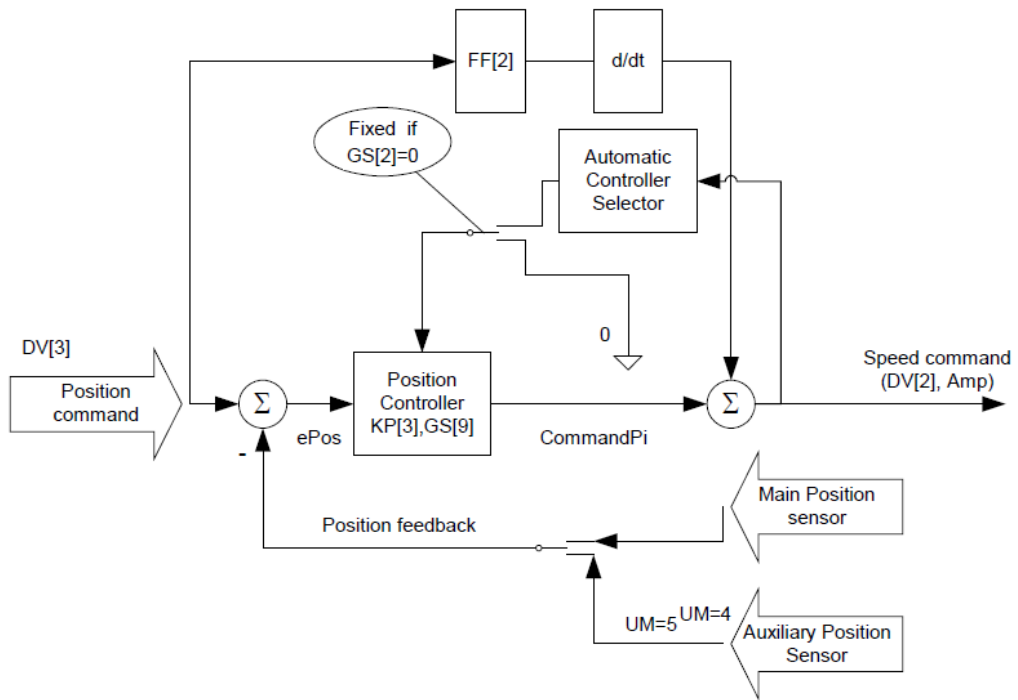 FF[2]
d/dt
Fixed if
GS[2]=0
Automatic
Controller
Selector
0
DV[3]
Position
command
Σ
ePos
Position
Controller
KP[3],GS[9]
CommandPi
Σ
Speed command
(DV[2], Amp)
-
Position feedback
Main Position
sensor
UM=5 UM=4
Auxiliary Position
Sensor